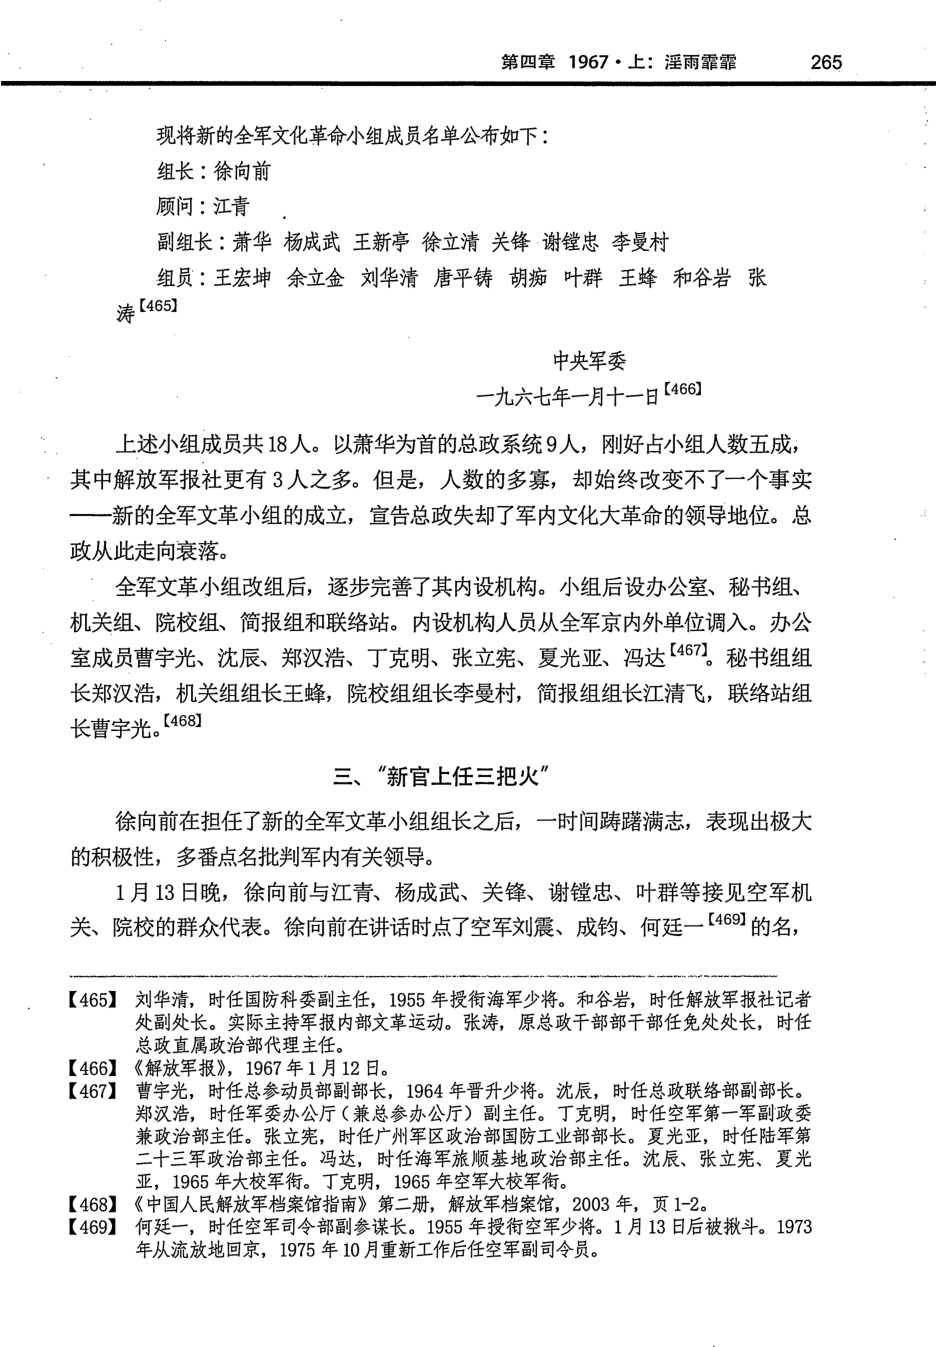 第四章 1967·上：淫雨霏霏 265
现将新的全军文化革命小组成员名单公布如下：
组长：徐向前
顾问：江青
副组长：萧华 杨成武 王新亭 徐立清 关锋 谢镗忠 李曼村
组员：王宏坤 余立金 刘华清 唐平铸 胡痴 叶群 王蜂 和谷岩 张
涛【465】
中央军委
一九六七年一月十一日【466】
上述小组成员共18人。以萧华为首的总政系统9人，刚好占小组人数五成，
其中解放军报社更有3人之多。但是，人数的多寡，却始终改变不了一个事实
——新的全军文革小组的成立，宣告总政失却了军内文化大革命的领导地位。总
政从此走向衰落。
全军文革小组改组后，逐步完善了其内设机构。小组后设办公室、秘书组、
机关组、院校组、简报组和联络站。内设机构人员从全军京内外单位调入。办公
室成员曹宇光、沈辰、郑汉浩、丁克明、张立宪、夏光亚、冯达【467】。秘书组组
长郑汉浩，机关组组长王蜂，院校组组长李曼村，简报组组长江清飞，联络站组
长曹宇光。【468】
三、“新官上任三把火”
徐向前在担任了新的全军文革小组组长之后，一时间踌躇满志，表现出极大
的积极性，多番点名批判军内有关领导。
1月13日晚，徐向前与江青、杨成武、关锋、谢镗忠、叶群等接见空军机
关、院校的群众代表。徐向前在讲话时点了空军刘震、成钧、何廷一【469】的名，
【465】 刘华清，时任国防科委副主任，1955年授衔海军少将。和谷岩，时任解放军报社记者
处副处长。实际主持军报内部文革运动。张涛，原总政干部部干部任免处处长，时任
总政直属政治部代理主任。
【466】《解放军报》，1967年1月12日。
【467】 曹宇光，时任总参动员部副部长，1964年晋升少将。沈辰，时任总政联络部副部长。
郑汉浩，时任军委办公厅（兼总参办公厅）副主任。丁克明，时任空军第一军副政委
兼政治部主任。张立宪，时任广州军区政治部国防工业部部长。夏光亚，时任陆军第
二十三军政治部主任。冯达，时任海军旅顺基地政治部主任。沈辰、张立宪、夏光
亚，1965年大校军衔。丁克明，1965年空军大校军衔。
【468】《中国人民解放军档案馆指南》第二册，解放军档案馆，2003年，页1-2。
【469】 何廷一，时任空军司令部副参谋长。1955年授衔空军少将。1月13日后被揪斗。1973
年从流放地回京，1975年10月重新工作后任空军副司令员。